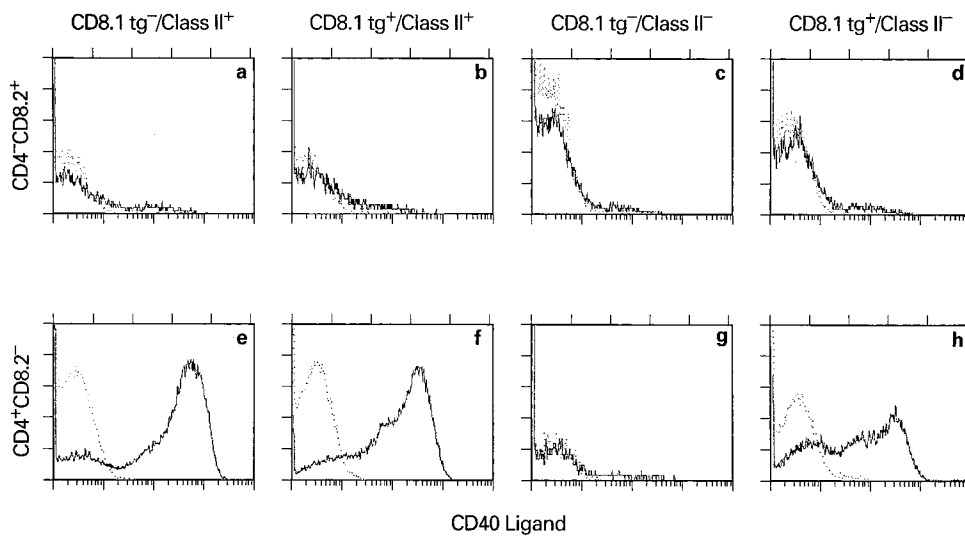 CD8.1 tg⁻/Class II⁺ CD8.1 tg⁺/Class II⁺ CD8.1 tg⁻/Class II⁻ CD8.1 tg⁺/Class II⁻
CD4⁻CD8.2⁺
a b c d
CD4⁺CD8.2⁻
e f g h
CD40 Ligand